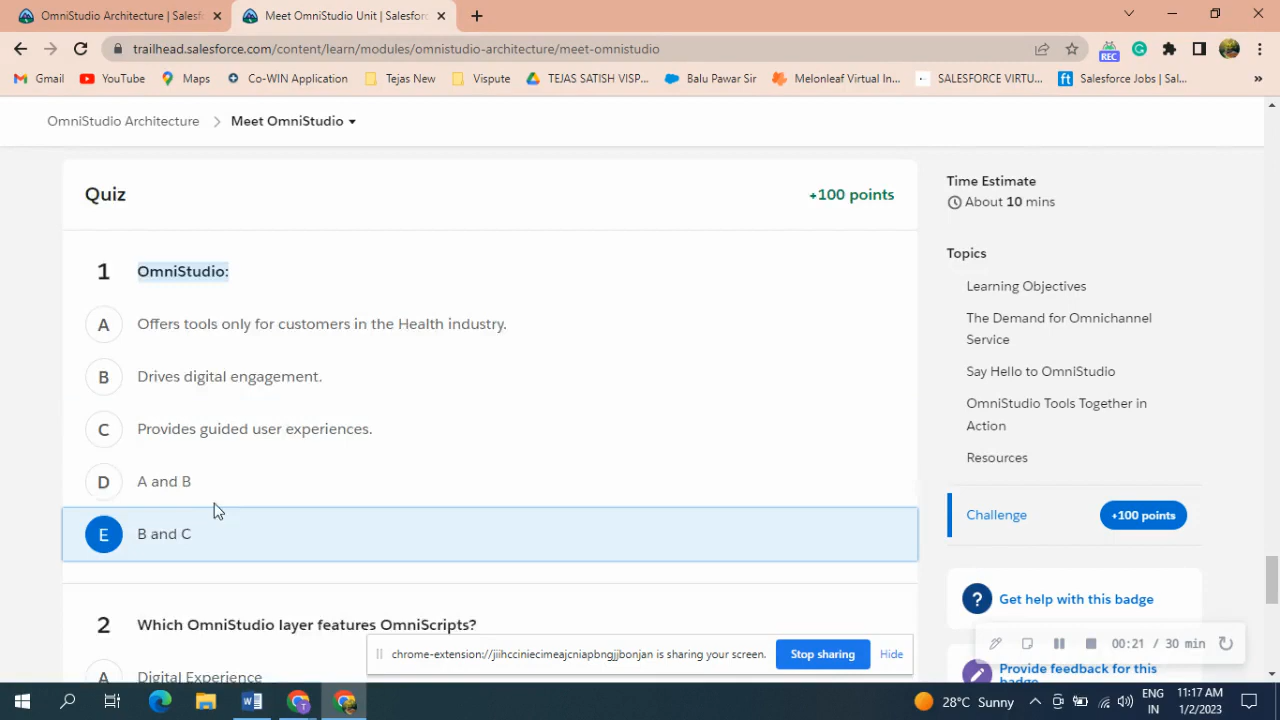 OmniStudio Architecture | Salesf
Meet OmniStudio Unit | Salesforc
trailhead.salesforce.com/content/learn/modules/omnistudio-architecture/meet-omnistudio
REC
Gmail
YouTube
Maps
Co-WIN Application
Tejas New
Vispute
TEJAS SATISH VISP...
Balu Pawar Sir
Melonleaf Virtual In...
SALESFORCE VIRTU...
Salesforce Jobs | Sal...
OmniStudio Architecture > Meet OmniStudio
Quiz
+100 points
1 OmniStudio:
A Offers tools only for customers in the Health industry.
B Drives digital engagement.
C Provides guided user experiences.
D A and B
E B and C
2 Which OmniStudio layer features OmniScripts?
A Digital Experience
Time Estimate
About 10 mins
Topics
Learning Objectives
The Demand for Omnichannel
Service
Say Hello to OmniStudio
OmniStudio Tools Together in
Action
Resources
Challenge
+100 points
? Get help with this badge
00:21 / 30 min
Provide feedback for this
badge
chrome-extension://jiihcciniecimeajcniapbngjjbonjan is sharing your screen.
Stop sharing
Hide
28°C Sunny
ENG
IN
11:17 AM
1/2/2023